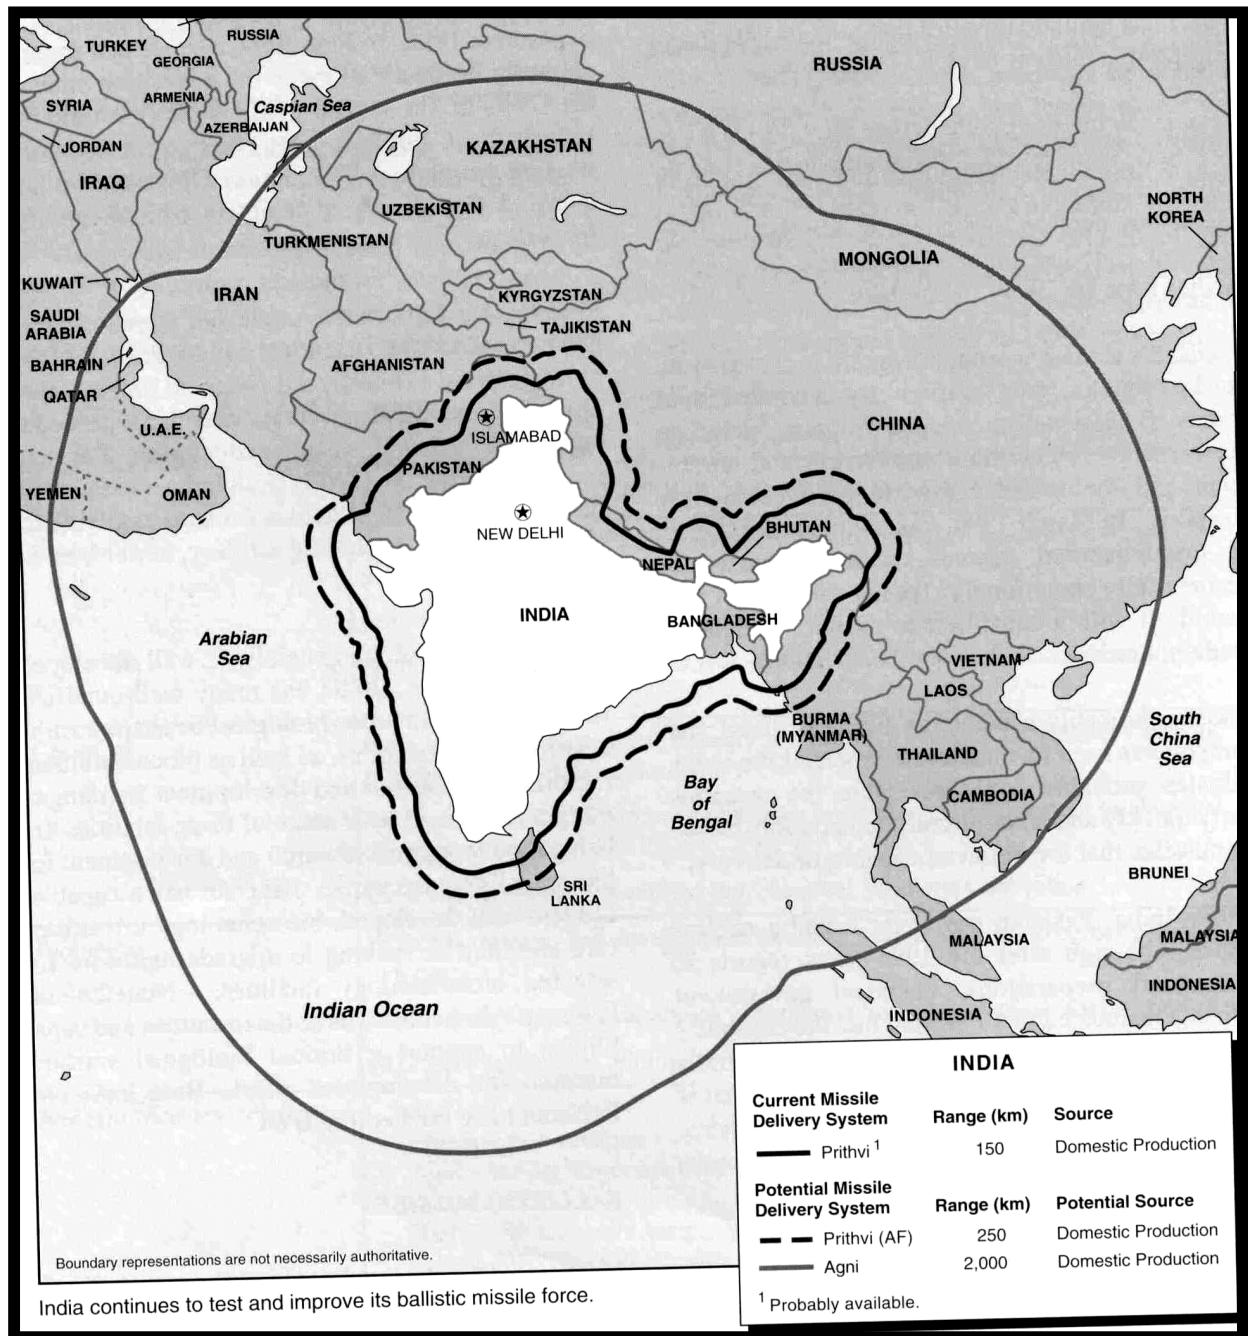 TURKEY
RUSSIA
GEORGIA
RUSSIA
SYRIA
ARMENIA
Caspian Sea
AZERBAIJAN
JORDAN
KAZAKHSTAN
IRAQ
UZBEKISTAN
NORTH
KOREA
TURKMENISTAN
MONGOLIA
KUWAIT
IRAN
KYRGYZSTAN
SAUDI
ARABIA
TAJIKISTAN
BAHRAIN
AFGHANISTAN
QATAR
U.A.E.
ISLAMABAD
CHINA
PAKISTAN
YEMEN
OMAN
NEW DELHI
BHUTAN
NEPAL
INDIA
BANGLADESH
Arabian
Sea
VIETNAM
LAOS
BURMA
(MYANMAR)
South
China
Sea
THAILAND
Bay
of
Bengal
CAMBODIA
BRUNEI
SRI
LANKA
MALAYSIA
MALAYSIA
INDONESIA
Indian Ocean
INDONESIA
INDIA
Current Missile
Delivery System Range (km) Source
Prithvi 1 150 Domestic Production
Potential Missile
Delivery System Range (km) Potential Source
Prithvi (AF) 250 Domestic Production
Agni 2,000 Domestic Production
1 Probably available.
Boundary representations are not necessarily authoritative.
India continues to test and improve its ballistic missile force.